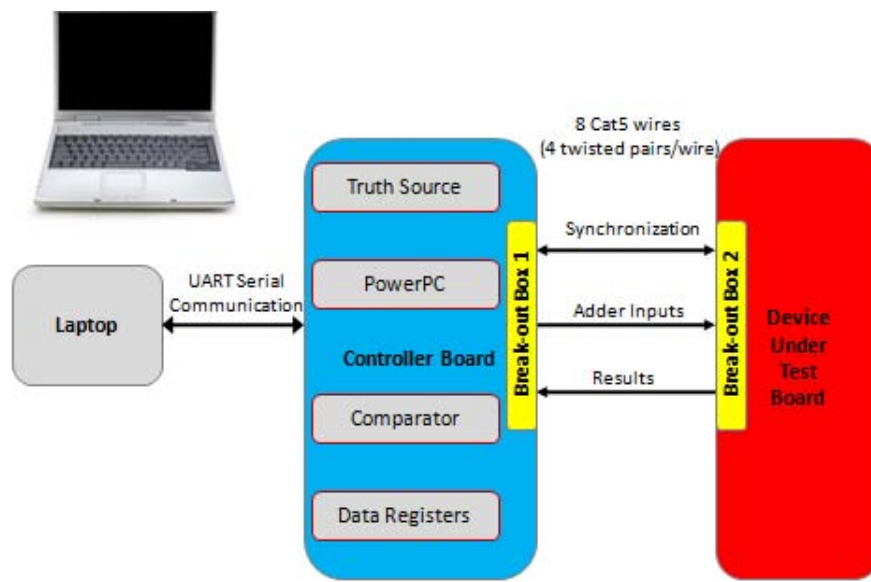 8 Cat5 wires
(4 twisted pairs/wire)
Truth Source
Synchronization
UART Serial
Communication
PowerPC
Laptop
Controller Board
Break-out Box 1
Adder Inputs
Break-out Box 2
Device
Under
Test
Board
Results
Comparator
Data Registers